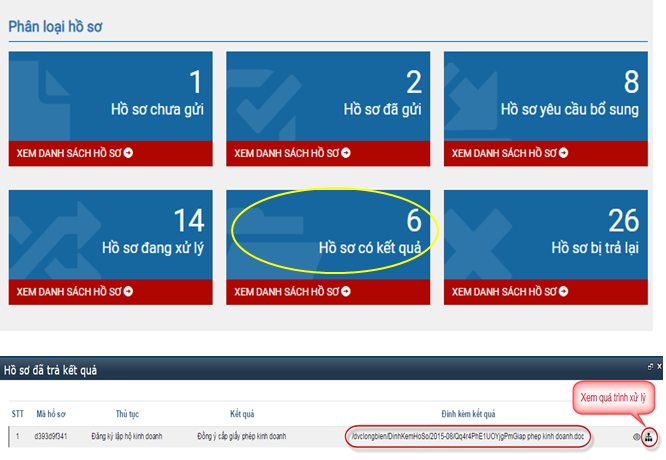 Phân loại hồ sơ
1
Hồ sơ chưa gửi
XEM DANH SÁCH HỒ SƠ
2
Hồ sơ đã gửi
XEM DANH SÁCH HỒ SƠ
8
Hồ sơ yêu cầu bổ sung
XEM DANH SÁCH HỒ SƠ
14
Hồ sơ đang xử lý
XEM DANH SÁCH HỒ SƠ
6
Hồ sơ có kết quả
XEM DANH SÁCH HỒ SƠ
26
Hồ sơ bị trả lại
XEM DANH SÁCH HỒ SƠ
Hồ sơ đã trả kết quả
Xem quá trình xử lý
STT Mã hồ sơ Thủ tục Kết quả Đính kèm kết quả
1 d393d9f341 Đăng ký lập hộ kinh doanh Đồng ý cấp giấy phép kinh doanh /dvclongbien/DinhKemHoSo/2015-08/Qq4r4PhE1UOYjgPmGiap phep kinh doanh.doc